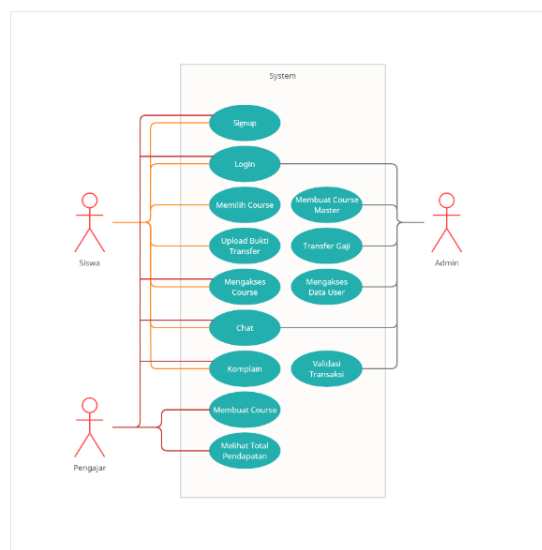 System
Signup
Login
Memilih Course
Membuat Course
Master
Upload Bukti
Transfer
Transfer Gaji
Siswa
Admin
Mengakses
Course
Mengakses
Data User
Chat
Komplain
Validasi
Transaksi
Membuat Course
Melihat Total
Pendapatan
Pengajar